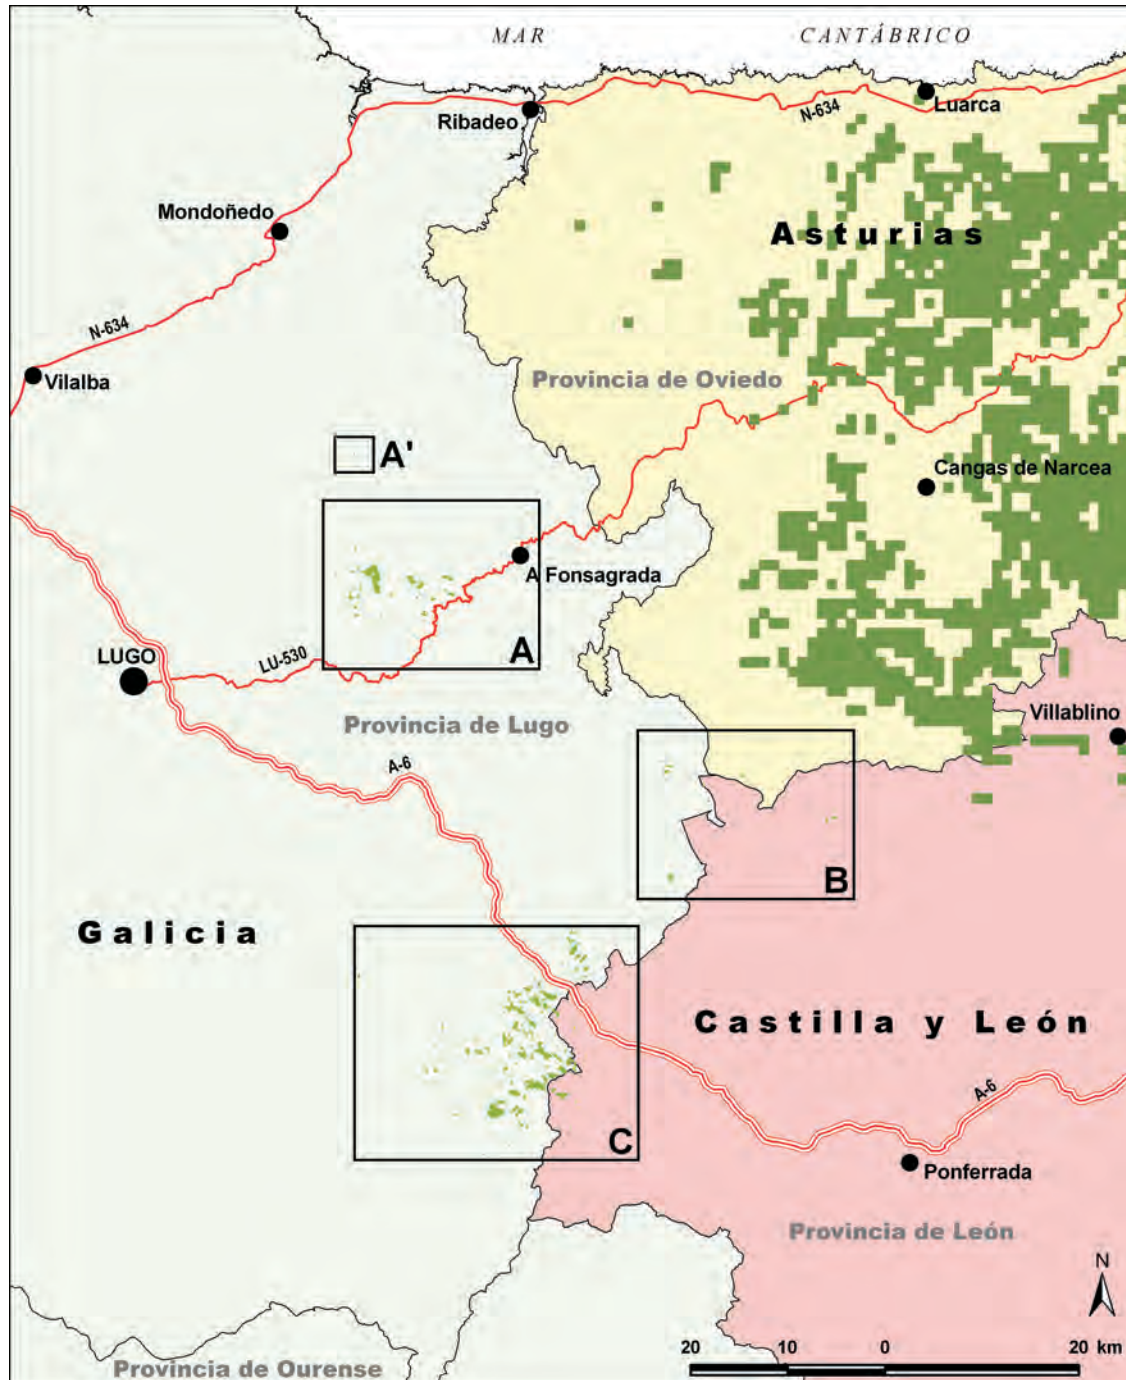 MAR CANTÁBRICO
Luarca
Ribadeo
N-634
Mondoñedo
Asturias
N-634
Vilalba
Provincia de Oviedo
A'
Cangas de Narcea
A Fonsagrada
LUGO
LU-530
A
Provincia de Lugo
Villablino
A-6
B
Galicia
Castilla y León
A-6
C
Ponferrada
Provincia de León
N
Provincia de Ourense
20 10 0 20 km